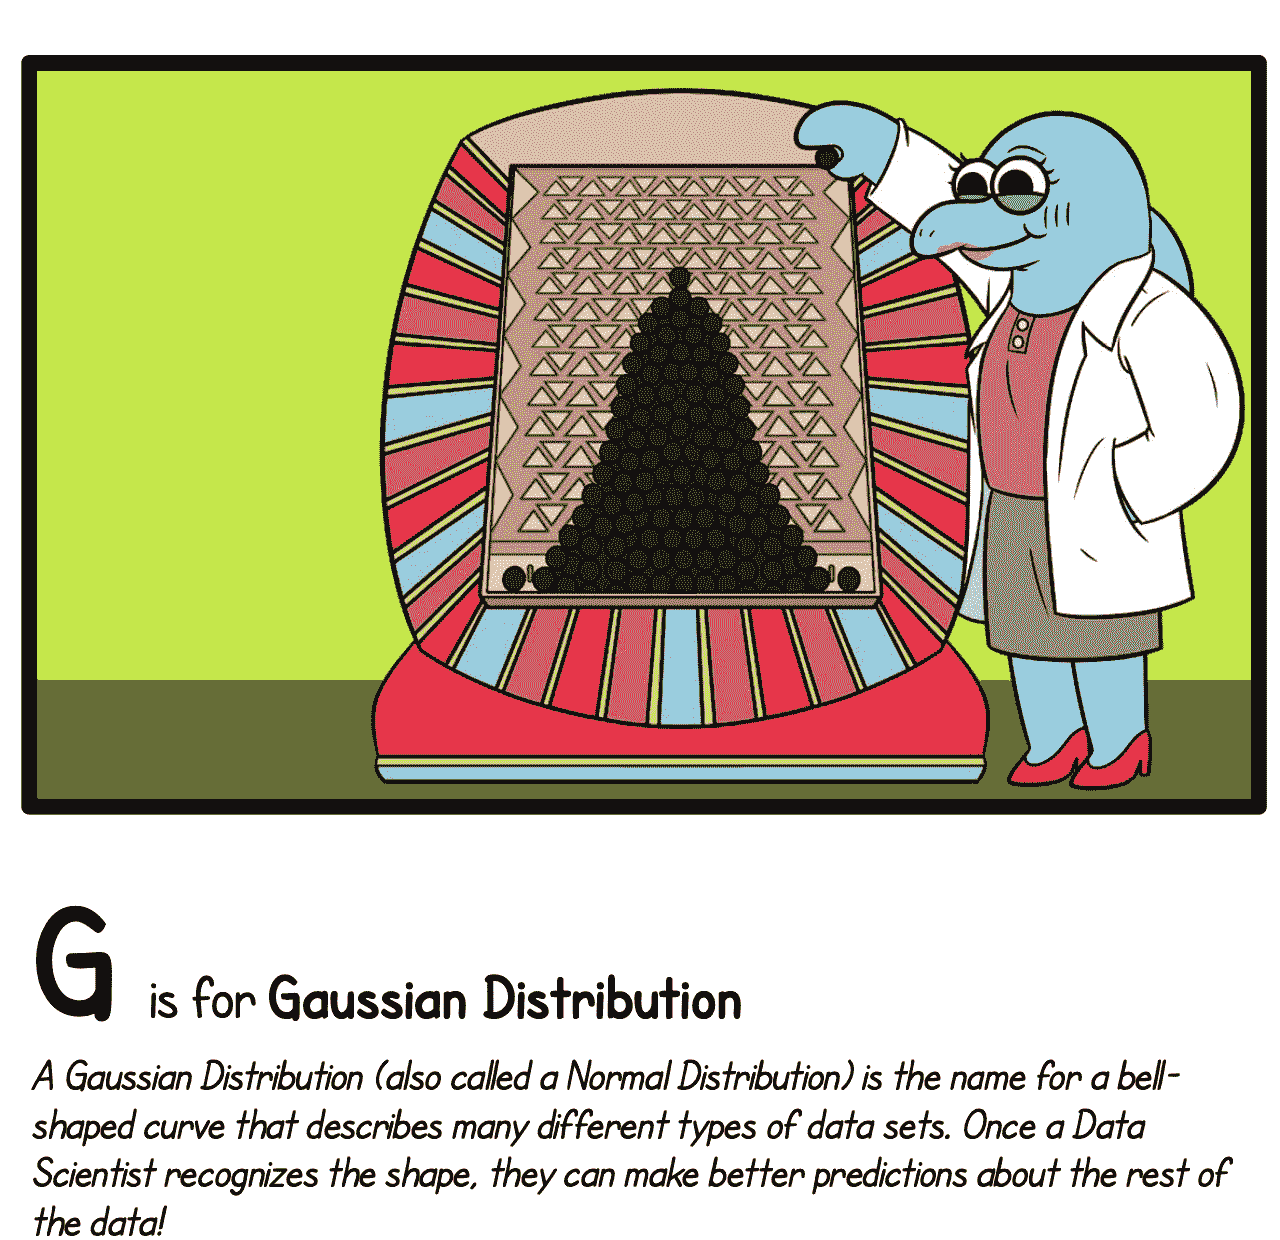 G is for Gaussian Distribution
A Gaussian Distribution (also called a Normal Distribution) is the name for a bell-
shaped curve that describes many different types of data sets. Once a Data
Scientist recognizes the shape, they can make better predictions about the rest of
the data!